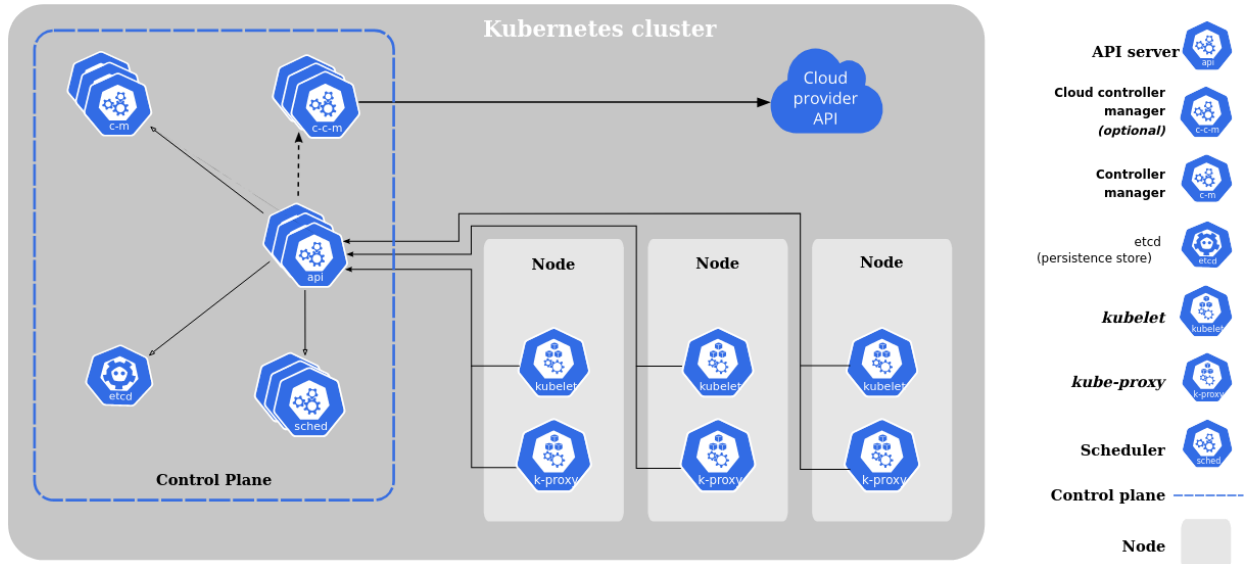 Kubernetes cluster
c-m
c-c-m
Cloud
provider
API
api
etcd
sched
Control Plane
Node
kubelet
k-proxy
Node
kubelet
k-proxy
Node
kubelet
k-proxy
API server
api
Cloud controller
manager
(optional)
c-c-m
Controller
manager
c-m
etcd
(persistence store)
etcd
kubelet
kubelet
kube-proxy
k-proxy
Scheduler
sched
Control plane
Node